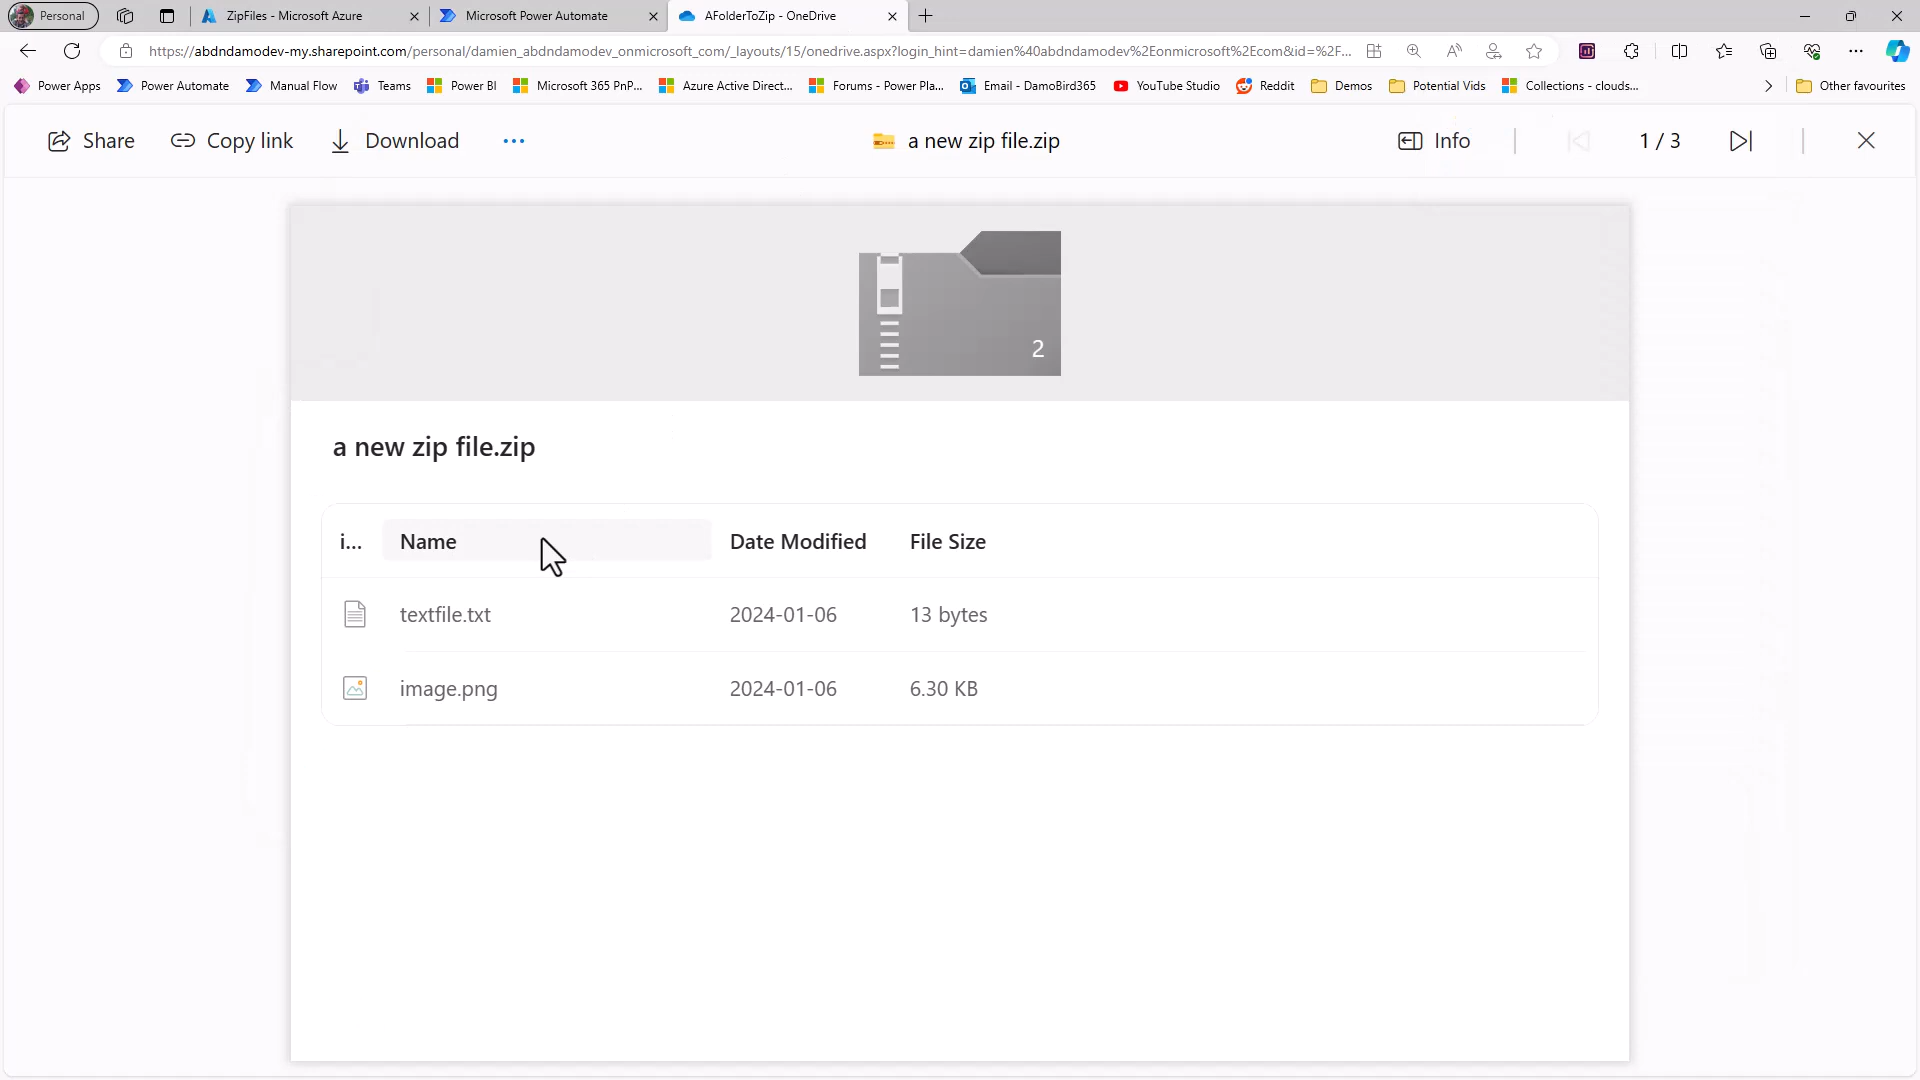 Personal
ZipFiles - Microsoft Azure
Microsoft Power Automate
AFolderToZip - OneDrive
https://abdndamodev-my.sharepoint.com/personal/damien_abdndamodev_onmicrosoft_com/_layouts/15/onedrive.aspx?login_hint=damien%40abdndamodev%2Eonmicrosoft%2Ecom&id=%2F...
Power Apps
Power Automate
Manual Flow
Teams
Power BI
Microsoft 365 PnP...
Azure Active Direct...
Forums - Power Pla...
Email - DamoBird365
YouTube Studio
Reddit
Demos
Potential Vids
Collections - clouds...
Other favourites
Share
Copy link
Download
a new zip file.zip
Info
1 / 3
2
a new zip file.zip
i... Name Date Modified File Size
textfile.txt 2024-01-06 13 bytes
image.png 2024-01-06 6.30 KB